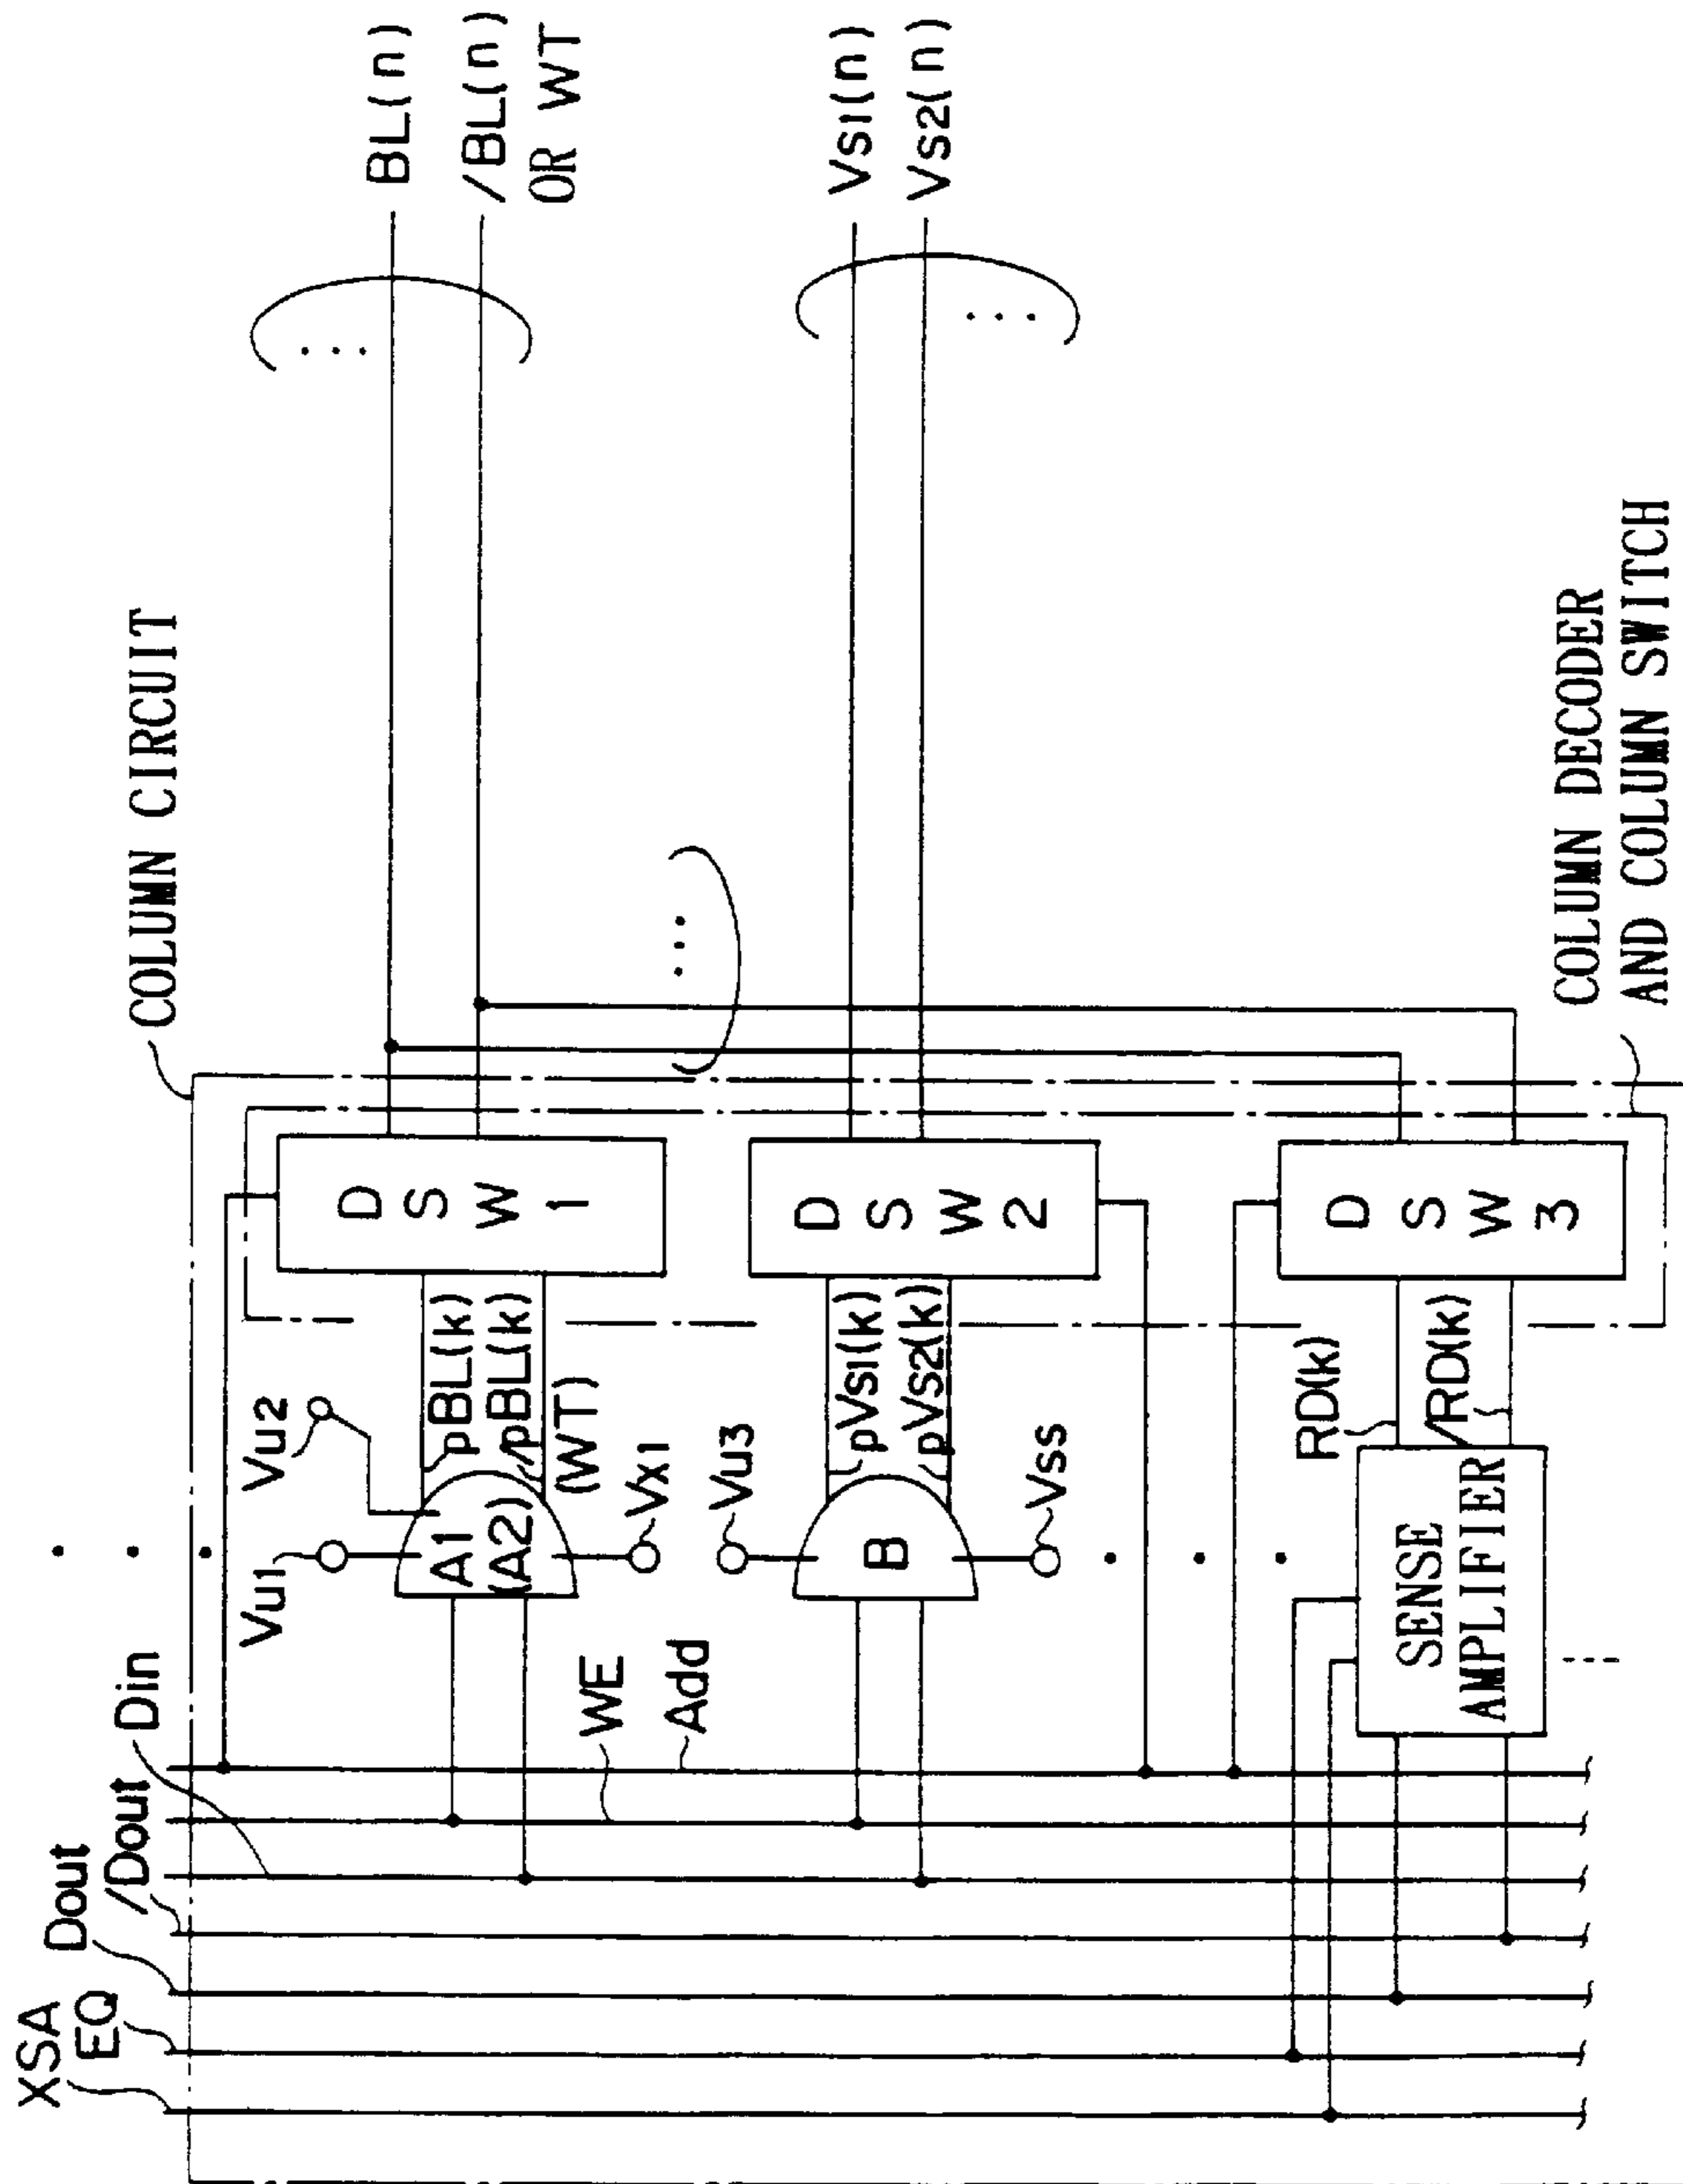 COLUMN CIRCUIT
XSA
EQ
Dout
/Dout
Din
WE
Add
Vu1
Vu2
A1
(A2)
Vx1
pBL(k)
/pBL(k)
(WT)
D
S
W
1
BL(n)
/BL(n)
OR WT
Vu3
B
Vss
pVs1(k)
pVs2(k)
D
S
W
2
Vs1(n)
Vs2(n)
SENSE
AMPLIFIER
RD(k)
/RD(k)
D
S
W
3
COLUMN DECODER
AND COLUMN SWITCH